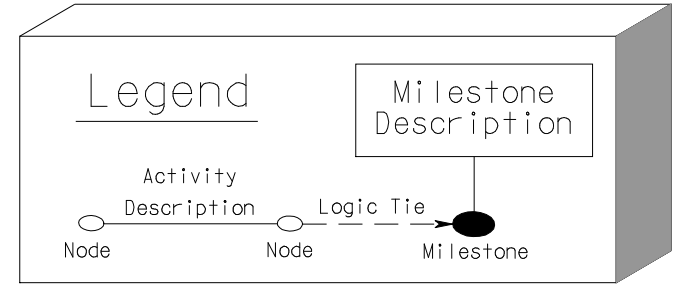 Legend
Milestone
Description
Activity
Description
Logic Tie
Node
Node
Milestone